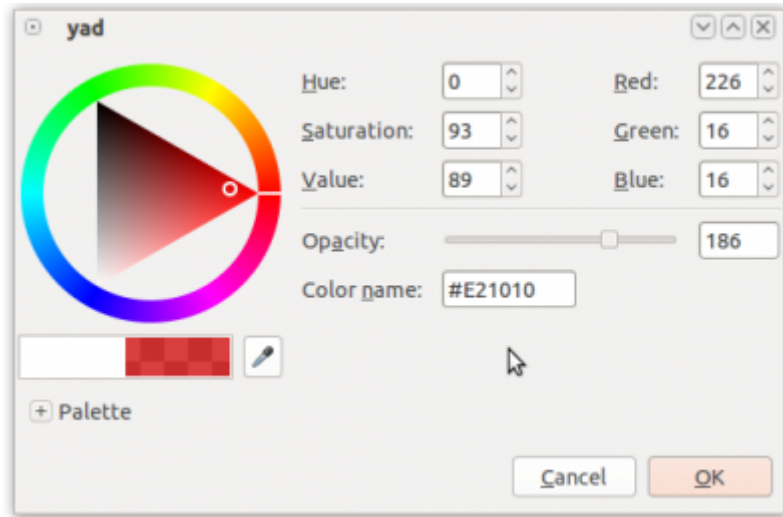 yad
Hue: 0 Red: 226
Saturation: 93 Green: 16
Value: 89 Blue: 16
Opacity: 186
Color name: #E21010
Palette
Cancel OK